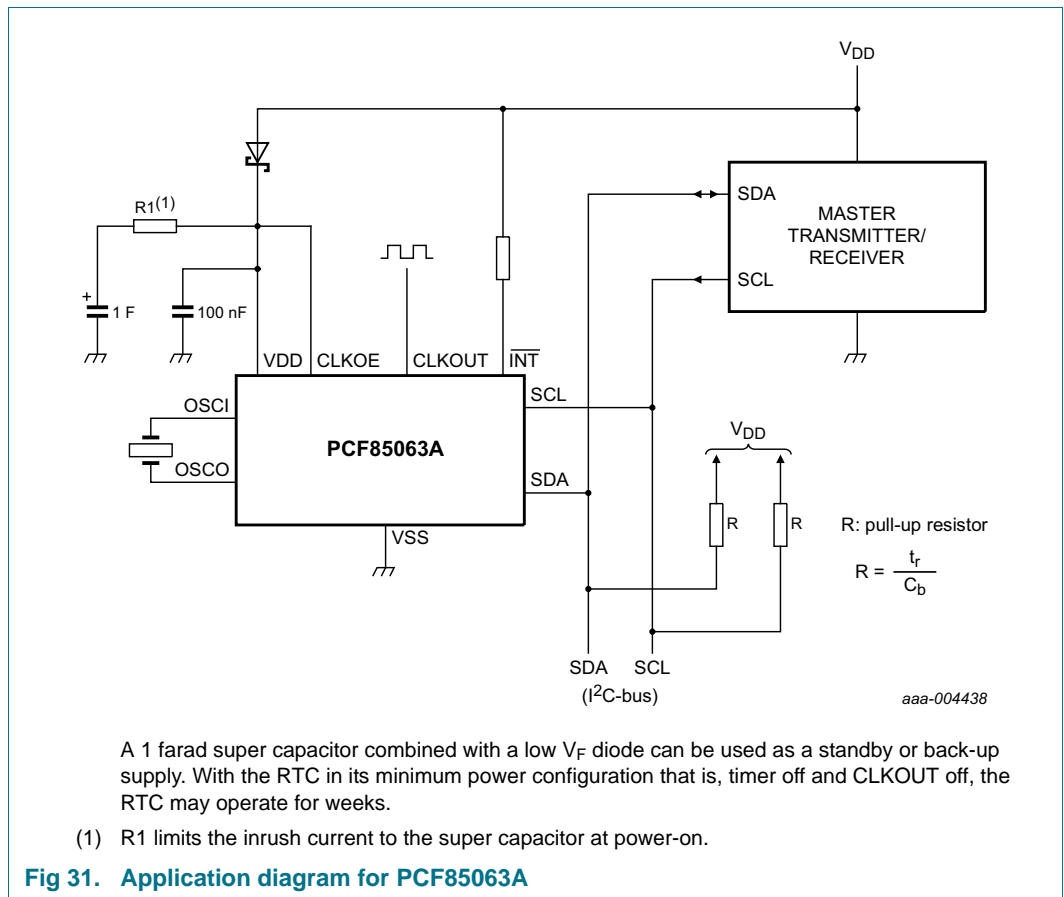 VDD
R1(1)
SDA
MASTER
TRANSMITTER/
RECEIVER
SCL
+
1 F
100 nF
VDD
CLKOE
CLKOUT
INT
OSCI
OSCO
PCF85063A
SCL
SDA
VSS
VDD
R
R
R: pull-up resistor
R = tr
Cb
SDA SCL
(I2C-bus)
aaa-004438
A 1 farad super capacitor combined with a low VF diode can be used as a standby or back-up
supply. With the RTC in its minimum power configuration that is, timer off and CLKOUT off, the
RTC may operate for weeks.
(1) R1 limits the inrush current to the super capacitor at power-on.
Fig 31. Application diagram for PCF85063A